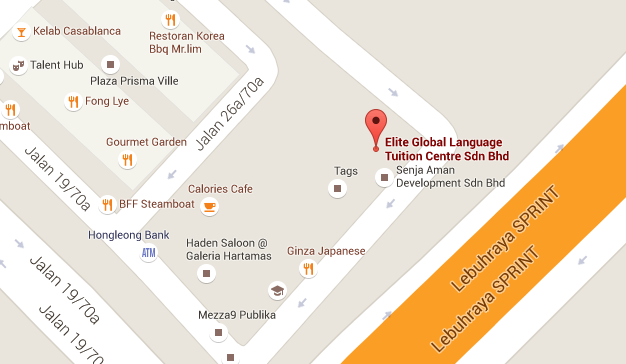 Kelab Casablanca
Restoran Korea
Bbq Mr.lim
Talent Hub
Plaza Prisma Ville
Fong Lye
Jalan 26a/70a
Elite Global Language
Tuition Centre Sdn Bhd
mboat
Gourmet Garden
Jalan 19/70a
Tags
Senja Aman
Development Sdn Bhd
Calories Cafe
BFF Steamboat
Hongleong Bank
ATM
Haden Saloon @
Galeria Hartamas
Ginza Japanese
Lebuhraya SPRINT
Jalan 19/70a
Mezza9 Publika
Lebuhraya SPRINT
Jalan 19/70a